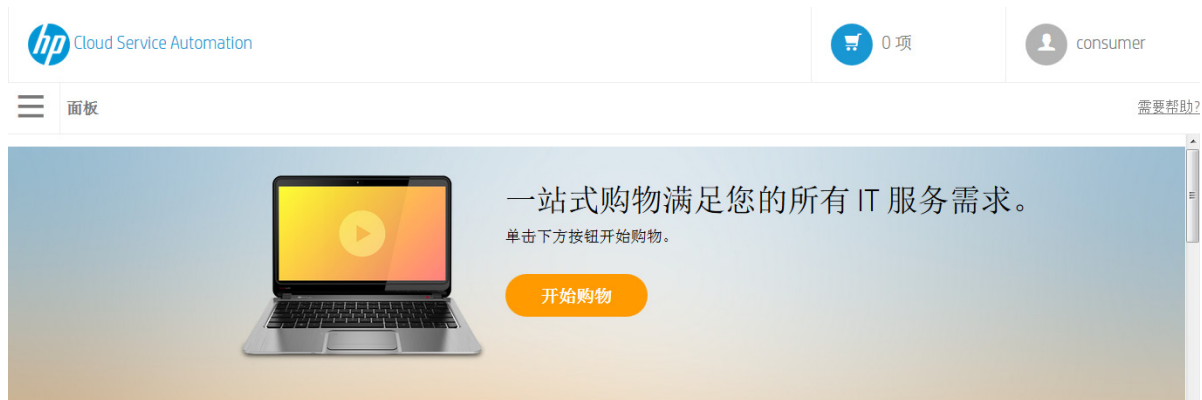 hp Cloud Service Automation
0 项
consumer
面板
需要帮助?
一站式购物满足您的所有 IT 服务需求。
单击下方按钮开始购物。
开始购物